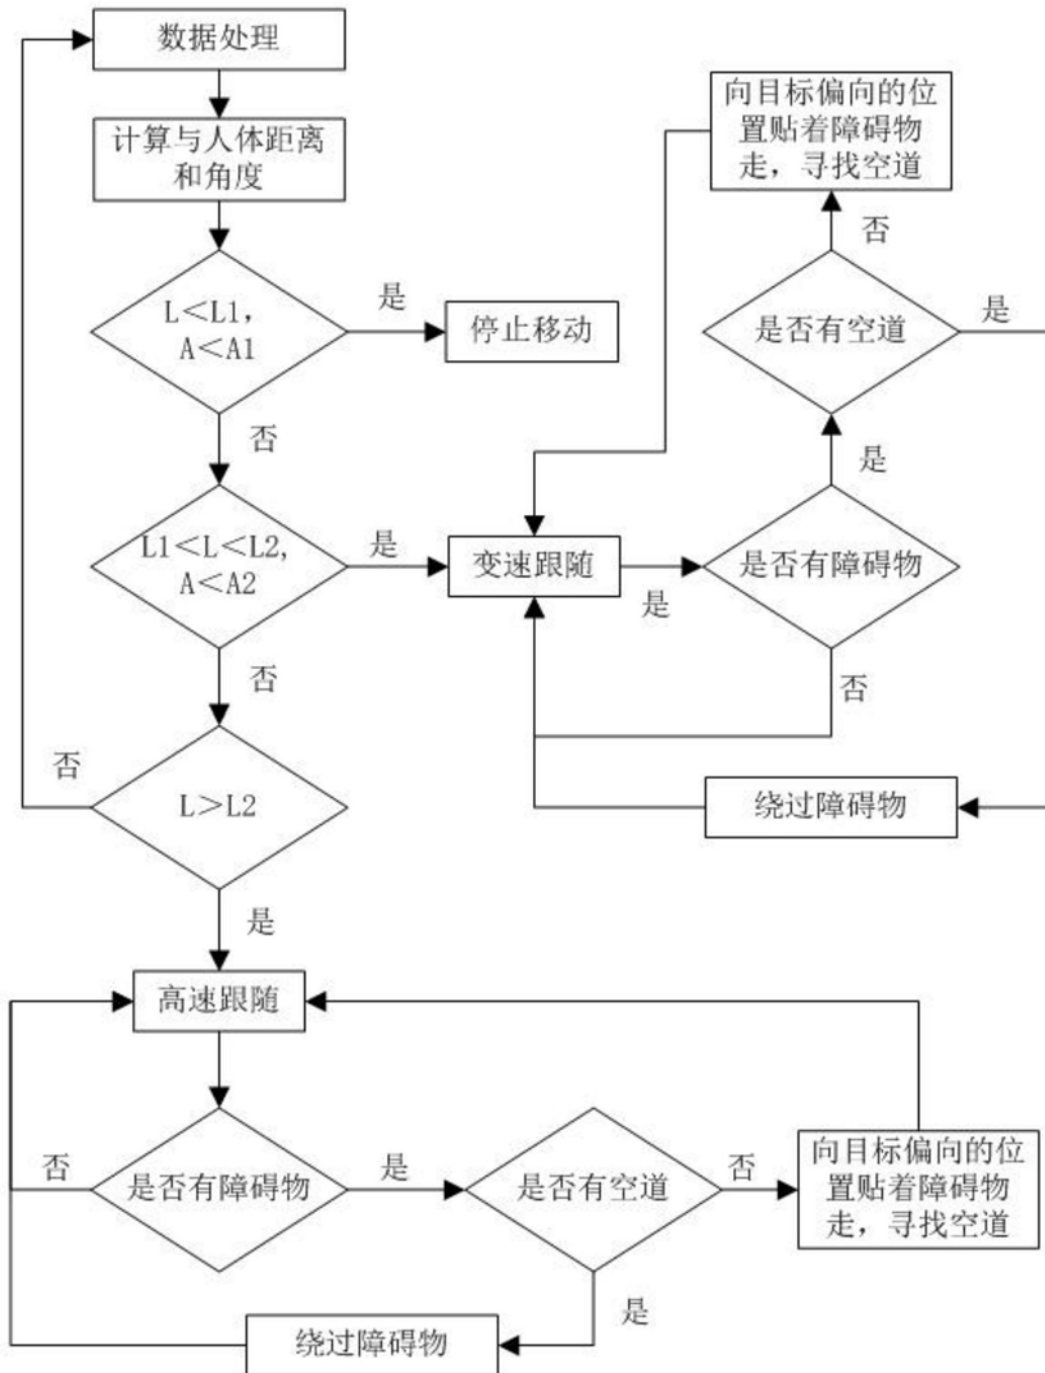 数据处理
计算与人体距离
和角度
L＜L1，
A＜A1
是
停止移动
否
L1＜L＜L2，
A＜A2
是
变速跟随
是
是否有障碍物
是
是否有空道
否
向目标偏向的位
置贴着障碍物
走，寻找空道
是
否
绕过障碍物
否
L＞L2
否
是
高速跟随
否
是否有障碍物
是
是否有空道
否
向目标偏向的位
置贴着障碍物
走，寻找空道
是
绕过障碍物